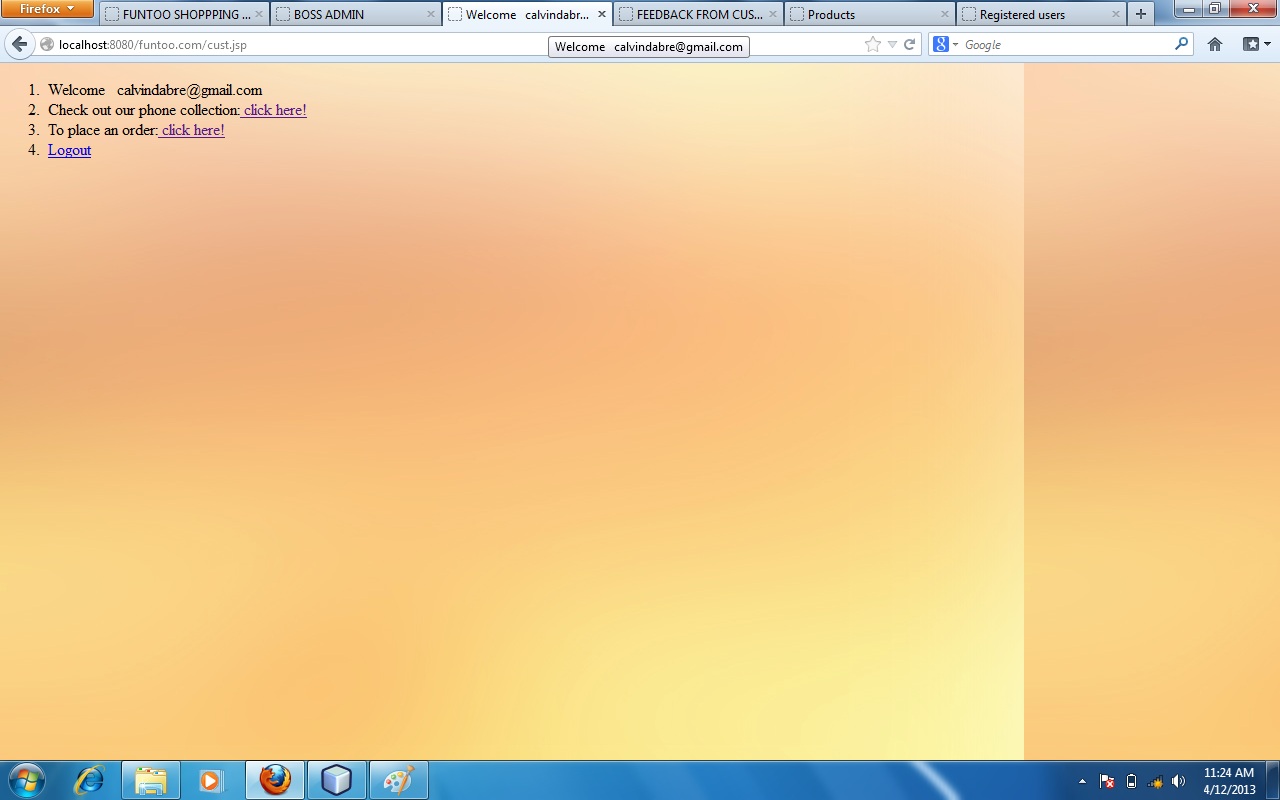 Firefox
FUNTOO SHOPPPING ...
BOSS ADMIN
Welcome calvindabr...
FEEDBACK FROM CUS...
Products
Registered users
localhost:8080/funtoo.com/cust.jsp
Welcome calvindabre@gmail.com
Google
1. Welcome calvindabre@gmail.com
2. Check out our phone collection: click here!
3. To place an order: click here!
4. Logout
11:24 AM
4/12/2013